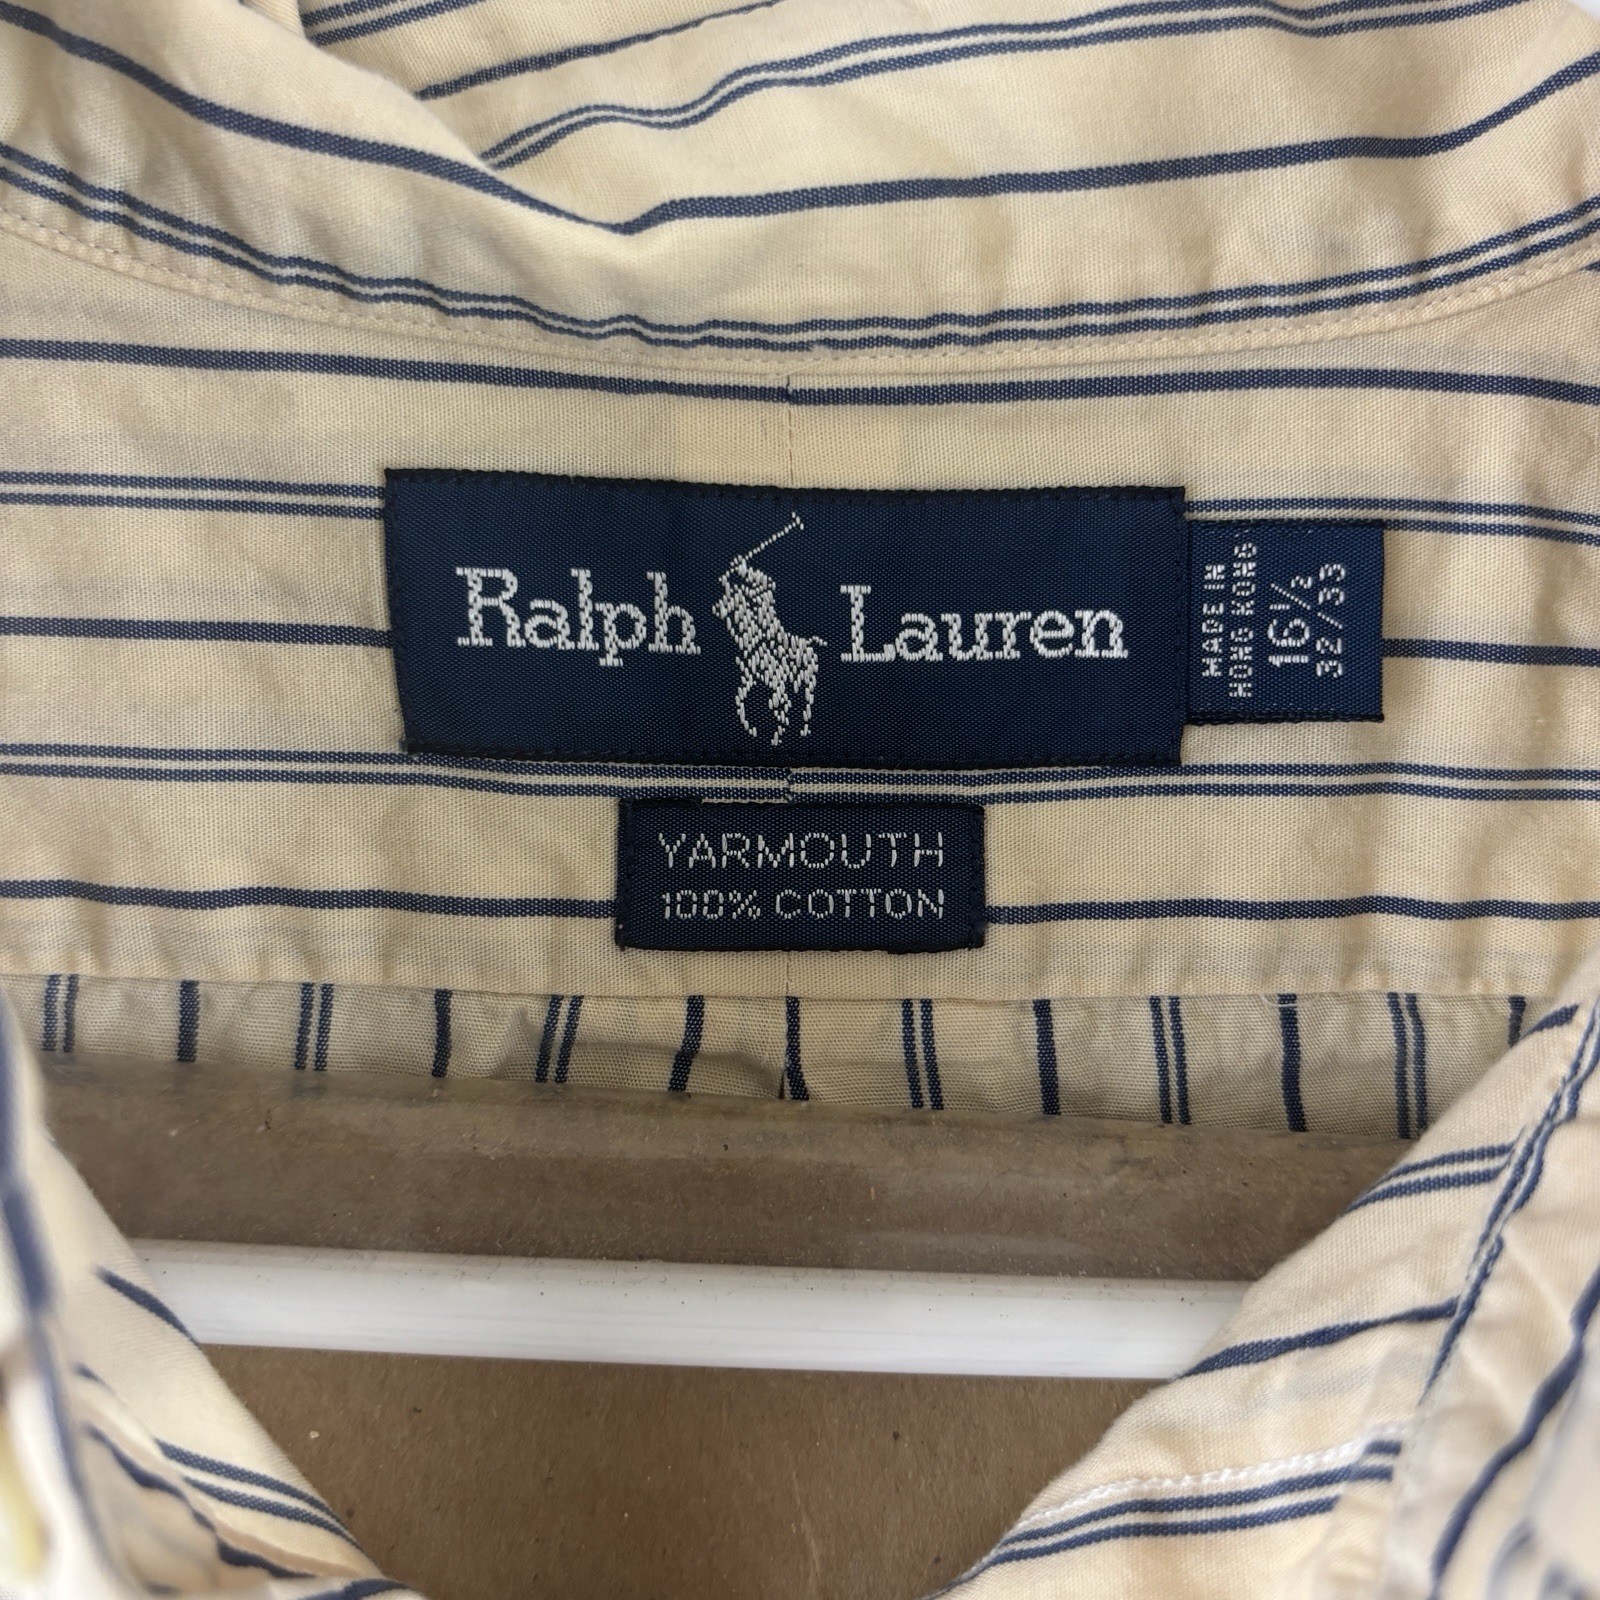 Ralph Lauren
MADE IN
HONG KONG
16½
32/33
YARMOUTH
100% COTTON